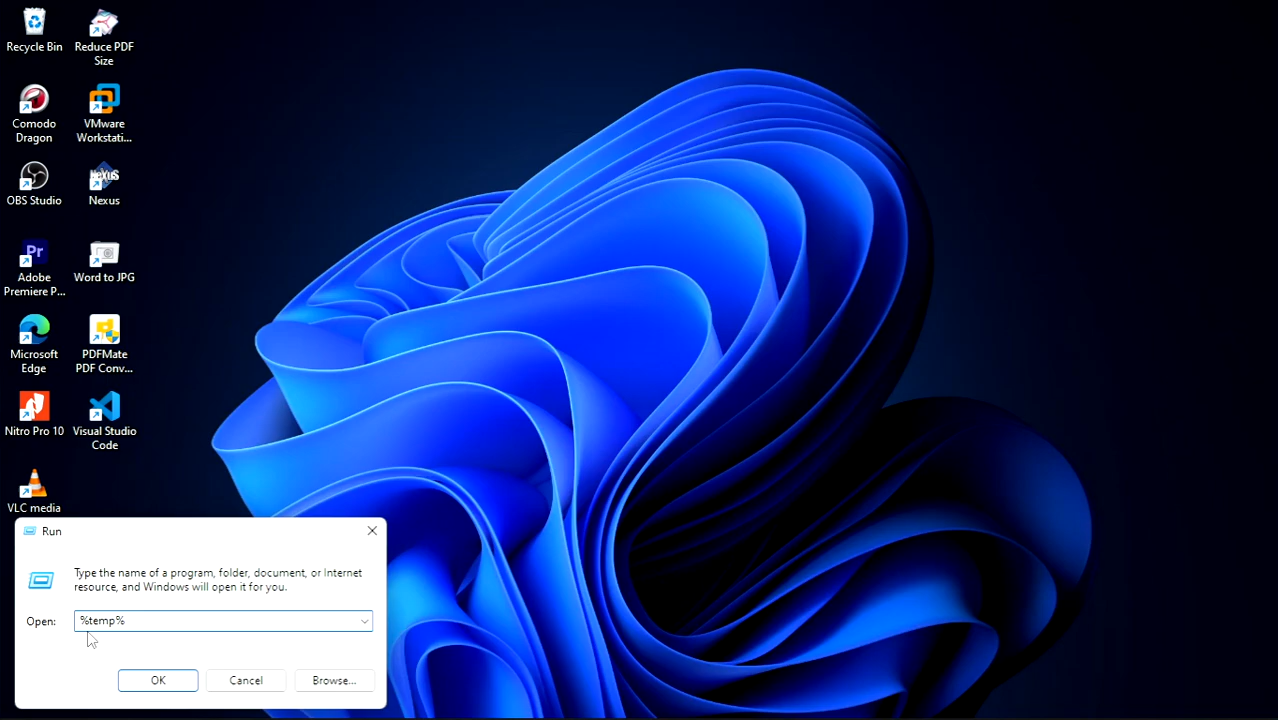 Recycle Bin
Reduce PDF
Size
Comodo
Dragon
VMware
Workstati...
OBS Studio
NEXUS
Nexus
Pr
Adobe
Premiere P...
Word to JPG
Microsoft
Edge
PDFMate
PDF Conv...
Nitro Pro 10
Visual Studio
Code
VLC media
Run
Type the name of a program, folder, document, or Internet
resource, and Windows will open it for you.
Open:
%temp%
OK
Cancel
Browse...